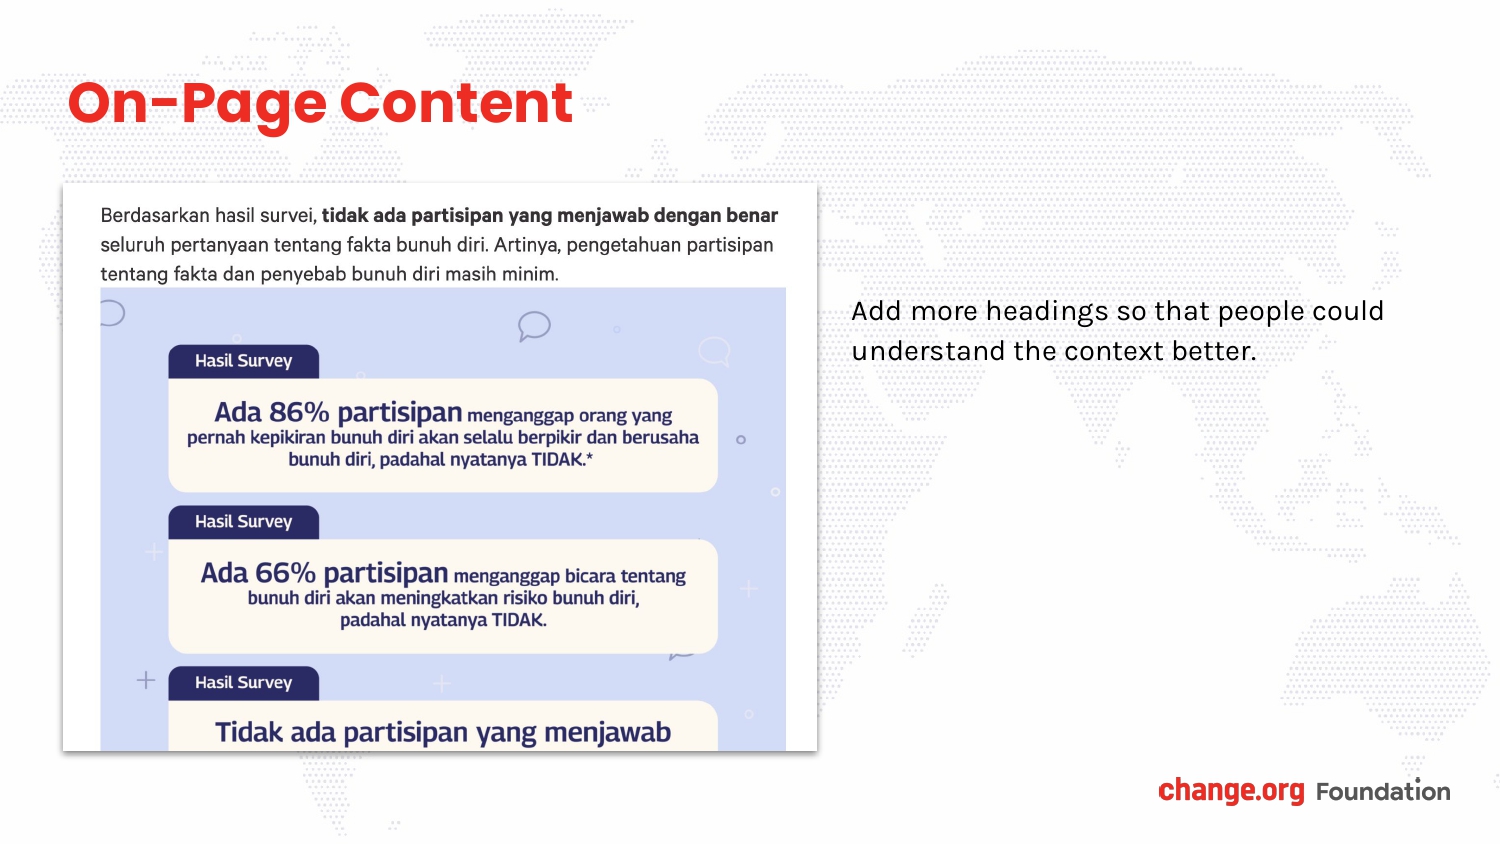 On-Page Content
Berdasarkan hasil survei, tidak ada partisipan yang menjawab dengan benar
seluruh pertanyaan tentang fakta bunuh diri. Artinya, pengetahuan partisipan
tentang fakta dan penyebab bunuh diri masih minim.
Hasil Survey
Ada 86% partisipan menganggap orang yang
pernah kepikiran bunuh diri akan selalu berpikir dan berusaha
bunuh diri, padahal nyatanya TIDAK.*
Hasil Survey
Ada 66% partisipan menganggap bicara tentang
bunuh diri akan meningkatkan risiko bunuh diri,
padahal nyatanya TIDAK.
Hasil Survey
Tidak ada partisipan yang menjawab
Add more headings so that people could
understand the context better.
change.org Foundation